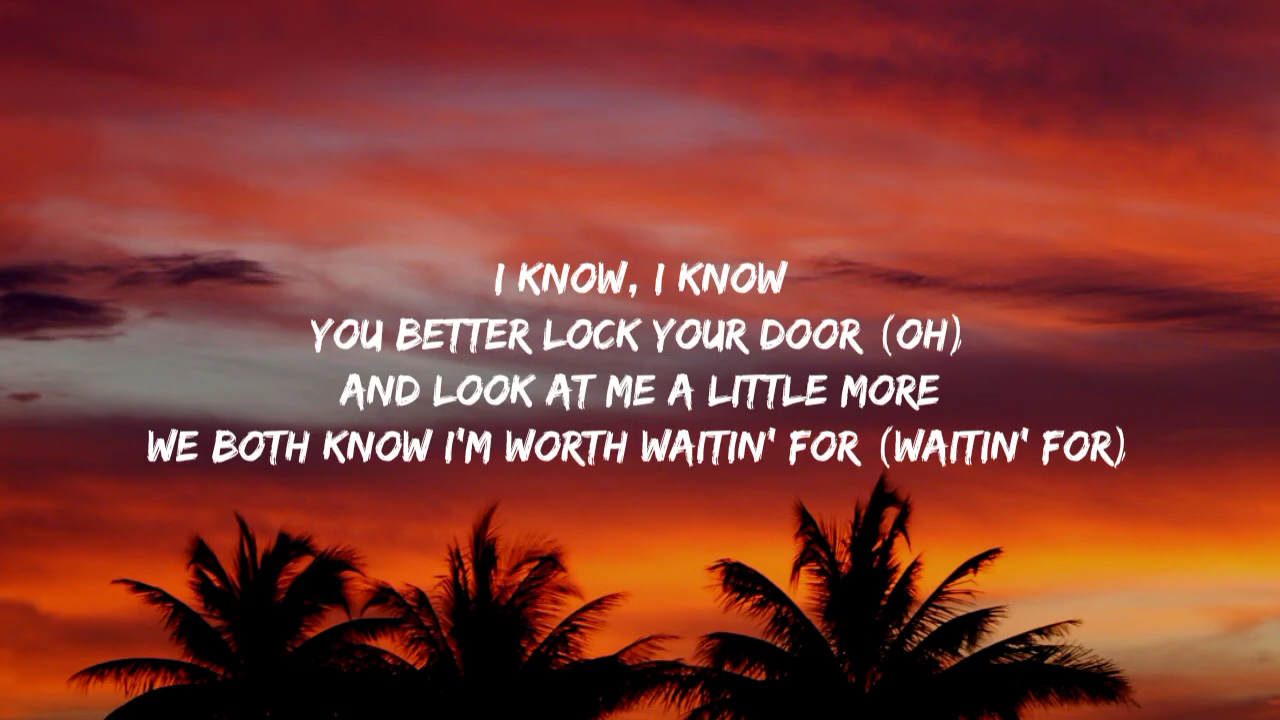 I KNOW, I KNOW
YOU BETTER LOCK YOUR DOOR (OH)
AND LOOK AT ME A LITTLE MORE
WE BOTH KNOW I'M WORTH WAITIN' FOR (WAITIN' FOR)